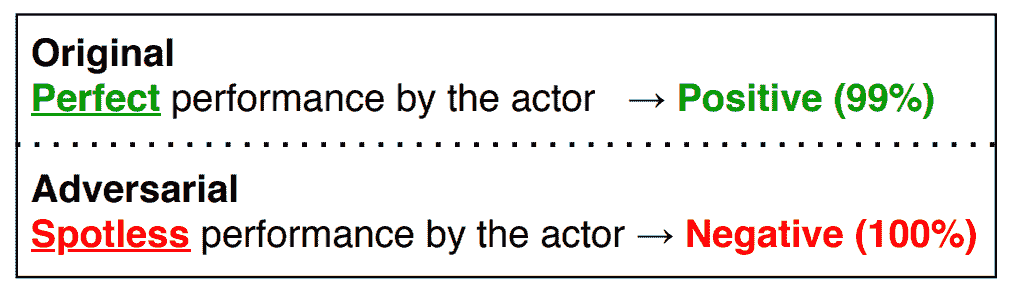 Original
Perfect performance by the actor → Positive (99%)
Adversarial
Spotless performance by the actor → Negative (100%)